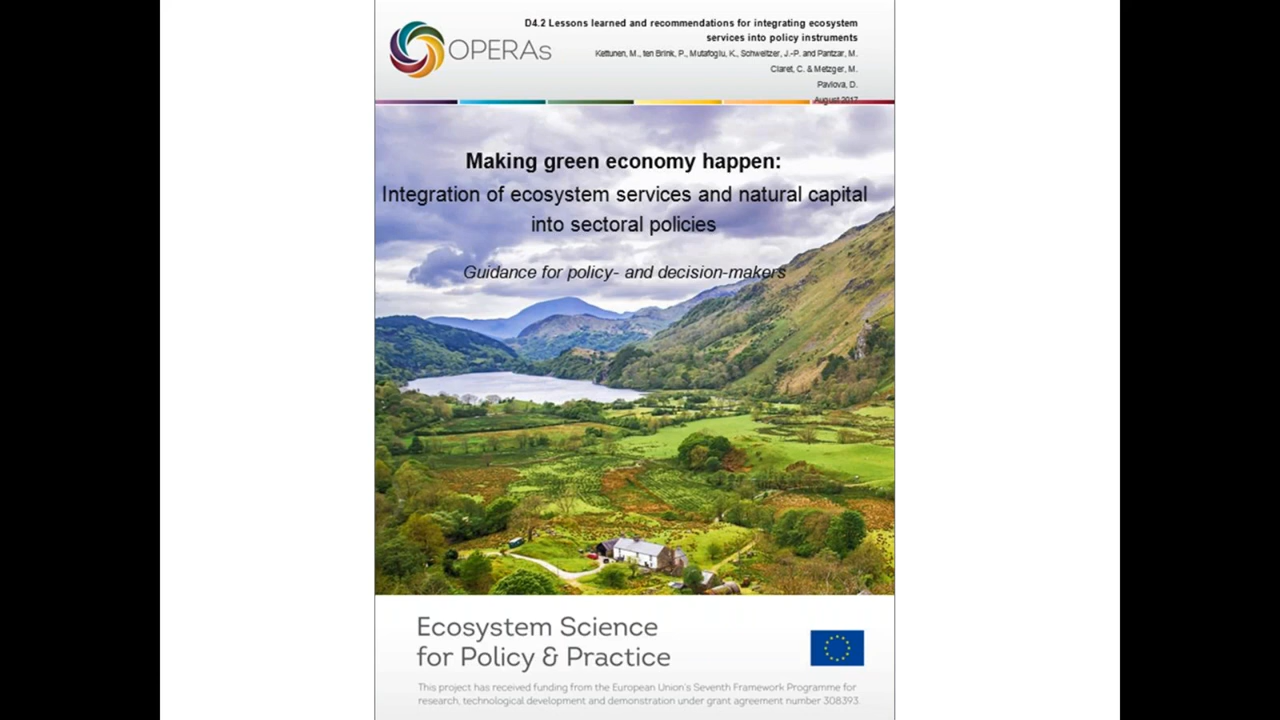 D4.2 Lessons learned and recommendations for integrating ecosystem
services into policy instruments
OPERAs
Kettunen, M., ten Brink, P., Mutafoglu, K., Schweitzer, J.-P. and Pantzar, M.
Claret, C. & Metzger, M.
Pavlova, D.
August 2017
Making green economy happen:
Integration of ecosystem services and natural capital
into sectoral policies
Guidance for policy- and decision-makers
Ecosystem Science
for Policy & Practice
This project has received funding from the European Union's Seventh Framework Programme for
research, technological development and demonstration under grant agreement number 308393.